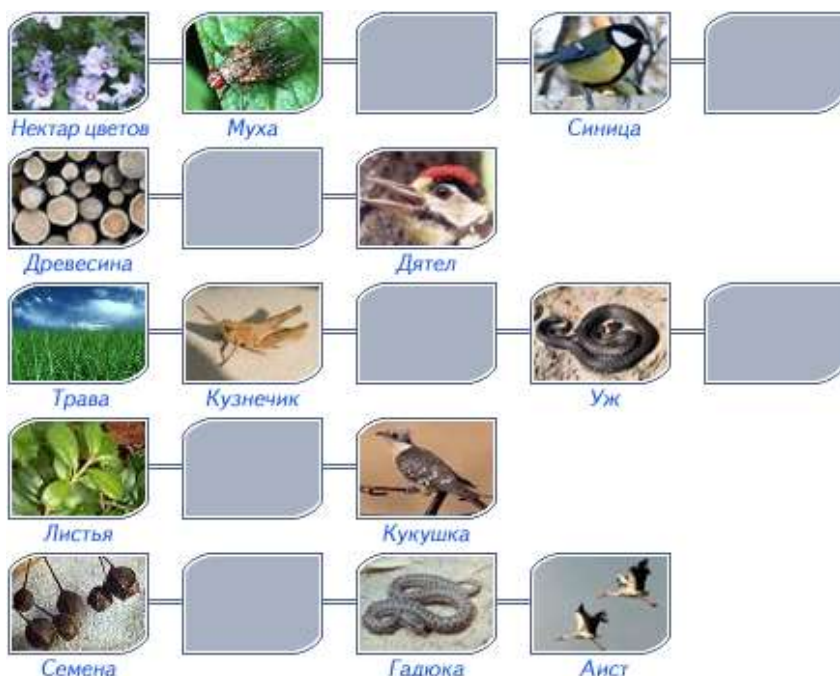 Нектар цветов Муха Синица
Древесина Дятел
Трава Кузнечик Уж
Листья Кукушка
Семена Гадюка Аист